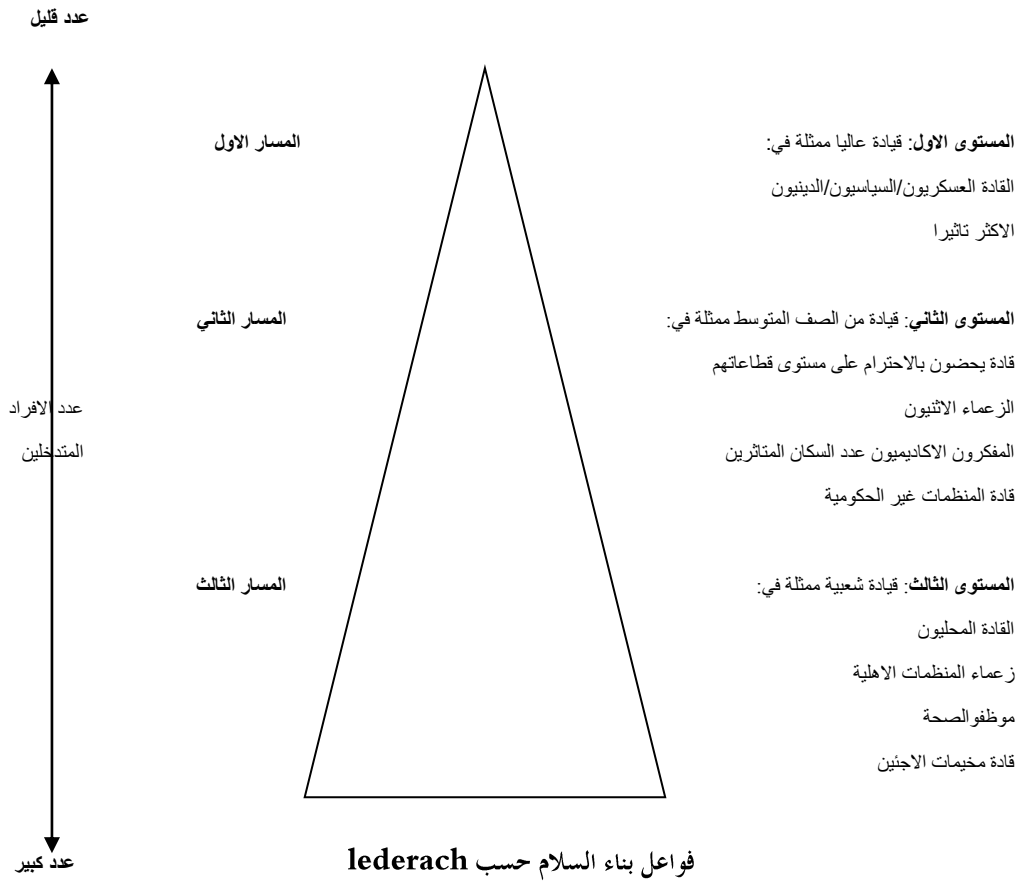 عدد قليل
المستوى الاول: قيادة عاليا ممثلة في:
المسار الاول
القادة العسكريون/السياسيون/الدينيون
الاكثر تاثيرا
المستوى الثاني: قيادة من الصف المتوسط ممثلة في:
المسار الثاني
قادة يحضون بالاحترام على مستوى قطاعاتهم
الزعماء الاثنيون
عدد الافراد
المفكرون الاكاديميون عدد السكان المتاثرين
المتدخلين
قادة المنظمات غير الحكومية
المستوى الثالث: قيادة شعبية ممثلة في:
المسار الثالث
القادة المحليون
زعماء المنظمات الاهلية
موظفوالصحة
قادة مخيمات الاجئين
عدد كبير
فواعل بناء السلام حسب lederach